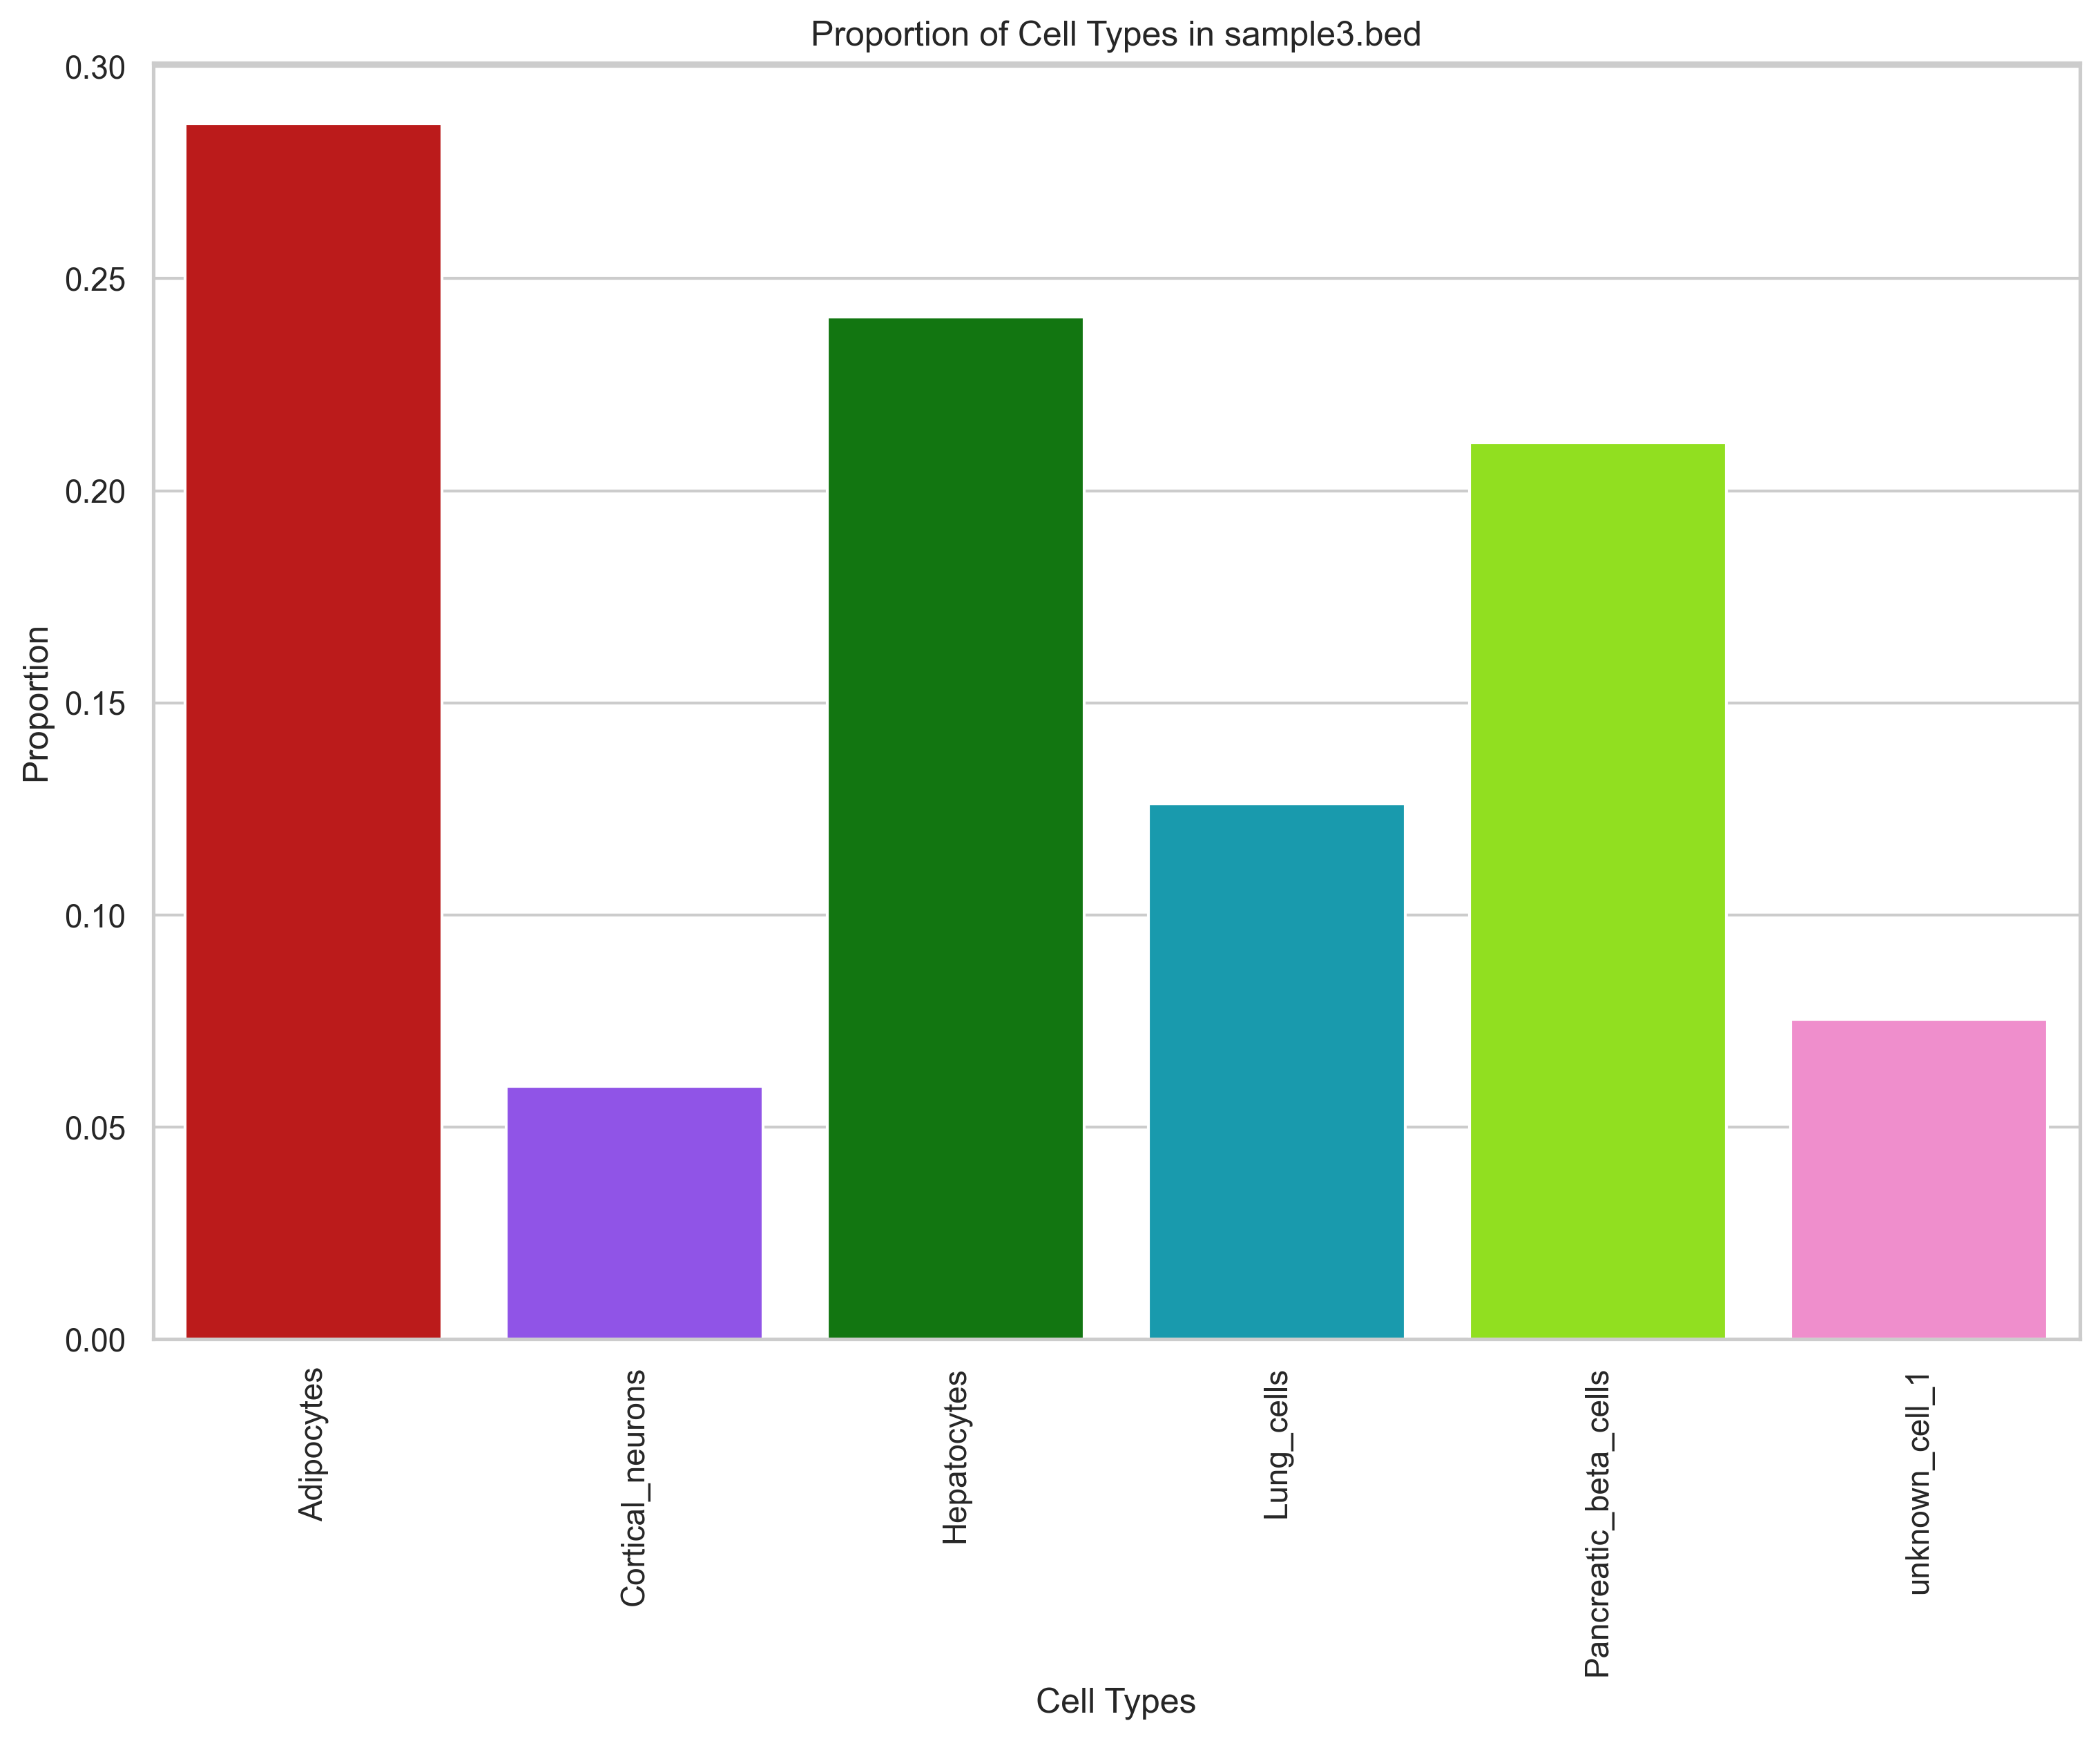 Proportion of Cell Types in sample3.bed
0.30
0.25
0.20
0.15
0.10
0.05
0.00
Proportion
Adipocytes
Cortical_neurons
Hepatocytes
Lung_cells
Pancreatic_beta_cells
unknown_cell_1
Cell Types